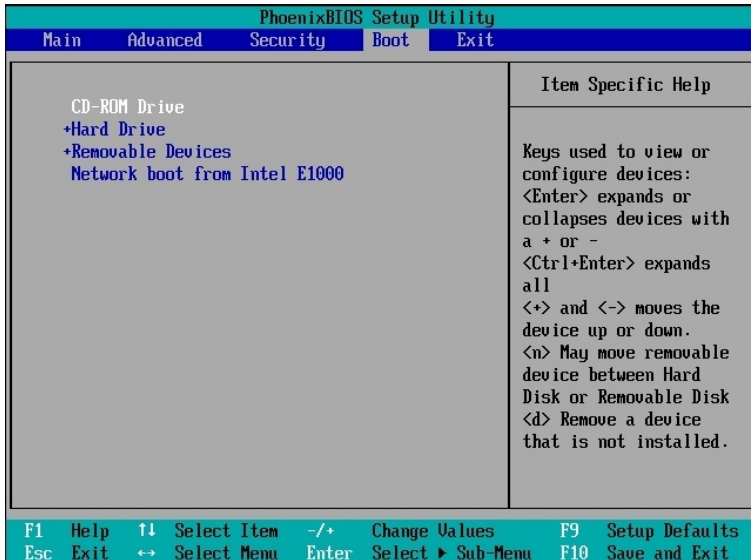 PhoenixBIOS Setup Utility
Main Advanced Security Boot Exit
CD-ROM Drive
+Hard Drive
+Removable Devices
Network boot from Intel E1000
Item Specific Help
Keys used to view or
configure devices:
<Enter> expands or
collapses devices with
a + or -
<Ctrl+Enter> expands
all
<+> and <-> moves the
device up or down.
<n> May move removable
device between Hard
Disk or Removable Disk
<d> Remove a device
that is not installed.
F1 Help ↑↓ Select Item -/+ Change Values F9 Setup Defaults
Esc Exit ↔ Select Menu Enter Select ▶ Sub-Menu F10 Save and Exit